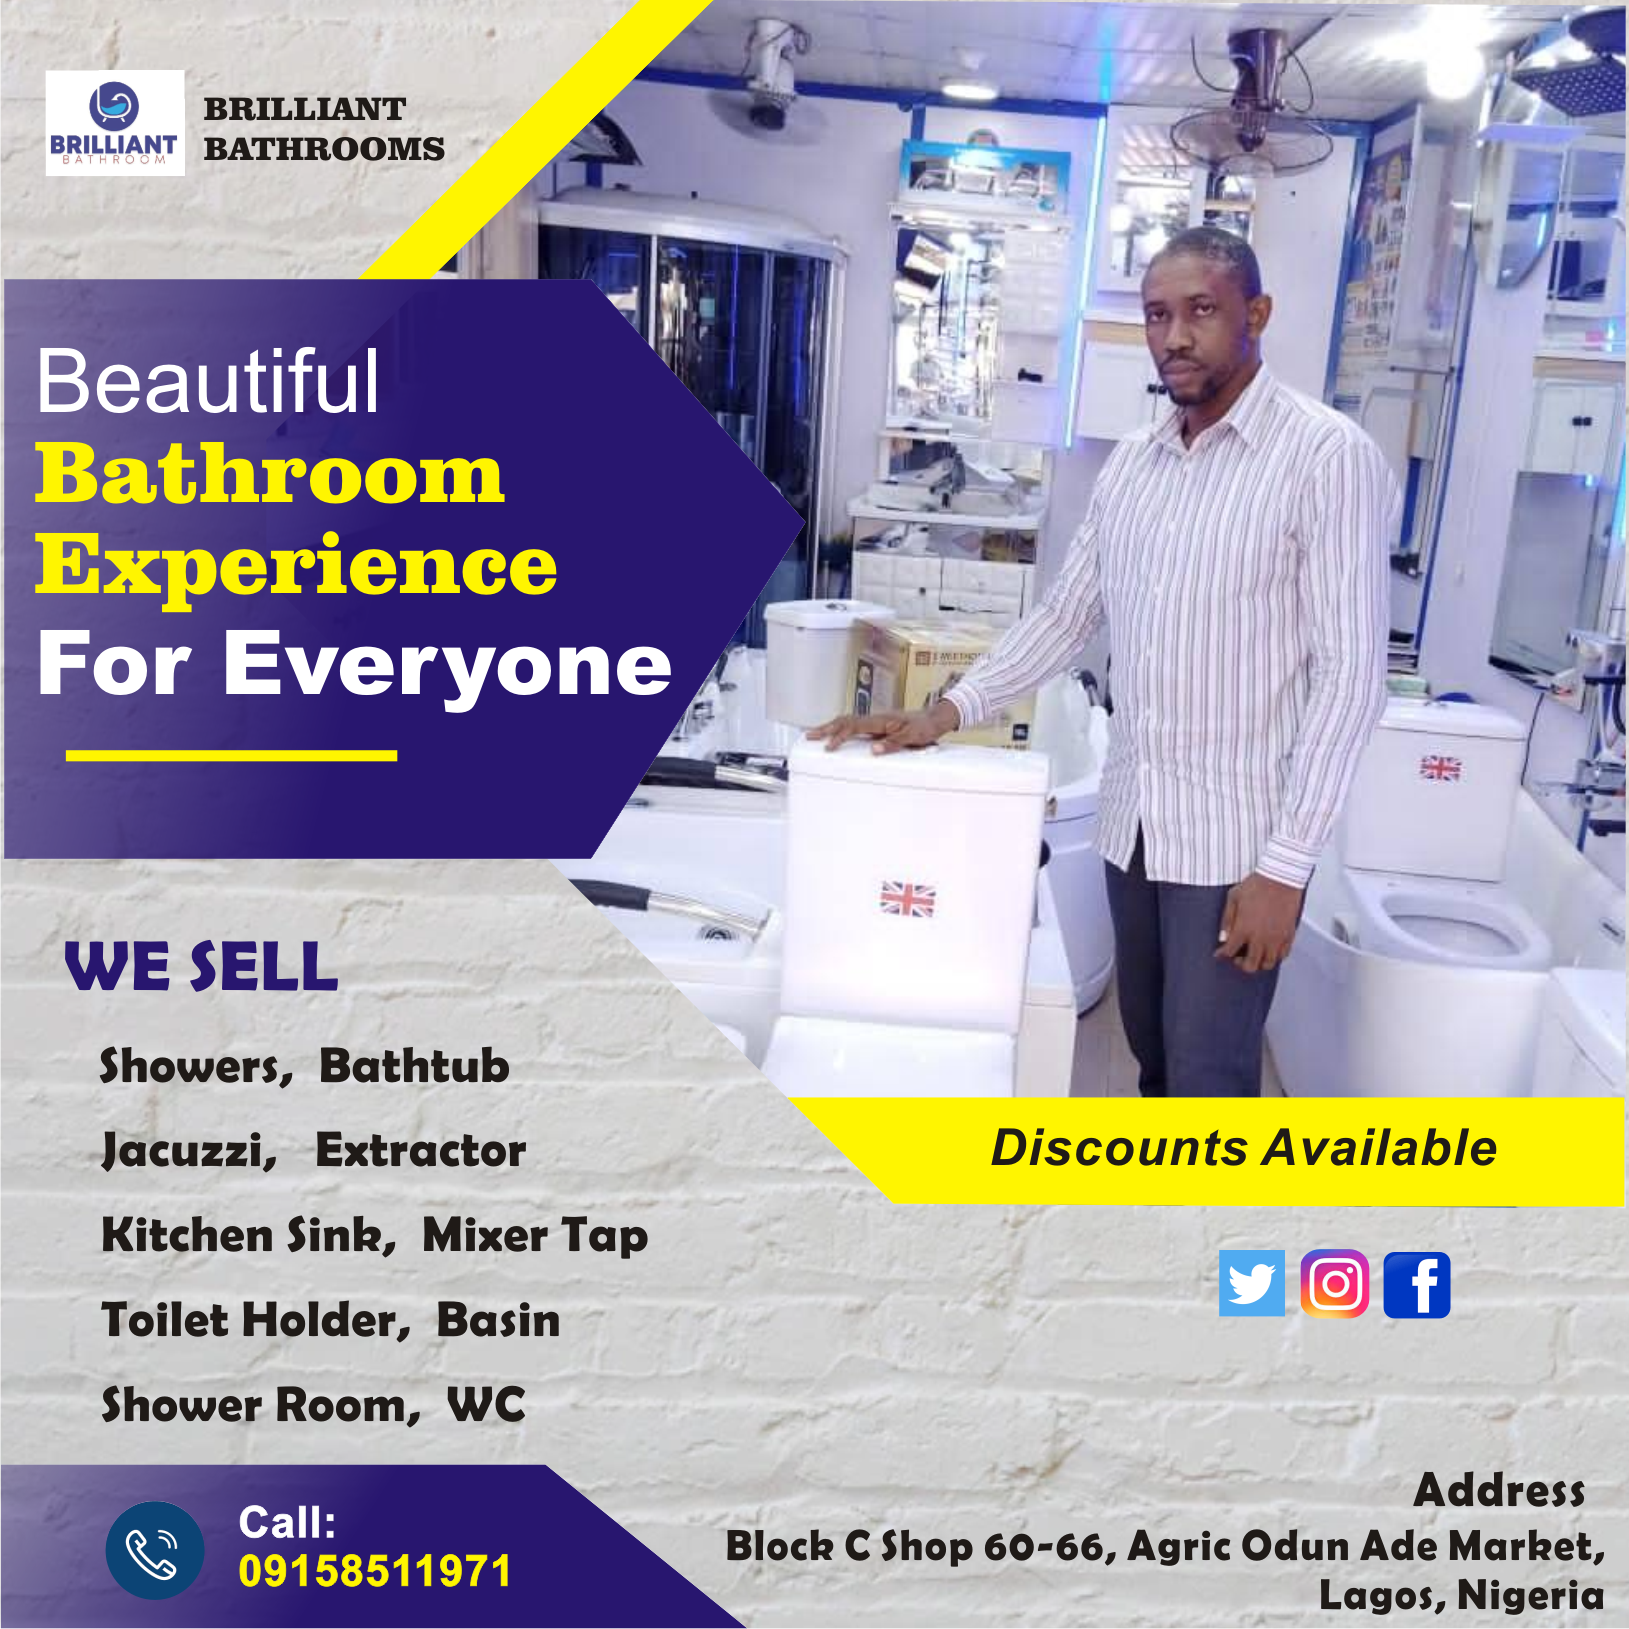 BRILLIANT
BATHROOM
BRILLIANT
BATHROOMS
Beautiful
Bathroom
Experience
For Everyone
WE SELL
Showers, Bathtub
Jacuzzi, Extractor
Kitchen Sink, Mixer Tap
Toilet Holder, Basin
Shower Room, WC
Discounts Available
Call:
09158511971
Address
Block C Shop 60-66, Agric Odun Ade Market,
Lagos, Nigeria